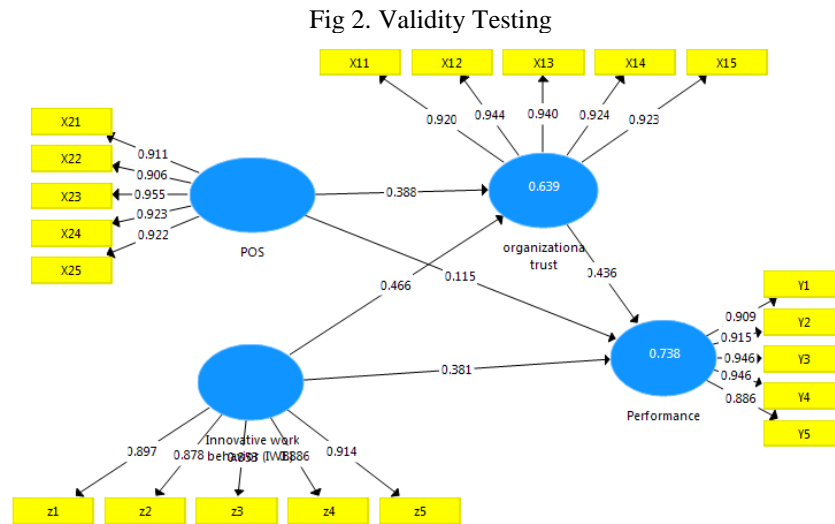 Fig 2. Validity Testing
X11 X12 X13 X14 X15
0.920 0.944 0.940 0.924 0.923
X21
X22
X23
X24
X25
0.911
0.906
0.955
0.923
0.922
POS
0.388
0.639
organizationa
trust
0.466
0.115
0.436
0.381
0.738
Performance
0.909
0.915
0.946
0.946
0.886
Y1
Y2
Y3
Y4
Y5
Innovative work
behavior (IWB)
0.897 0.878 0.886 0.914
z1 z2 z3 z4 z5